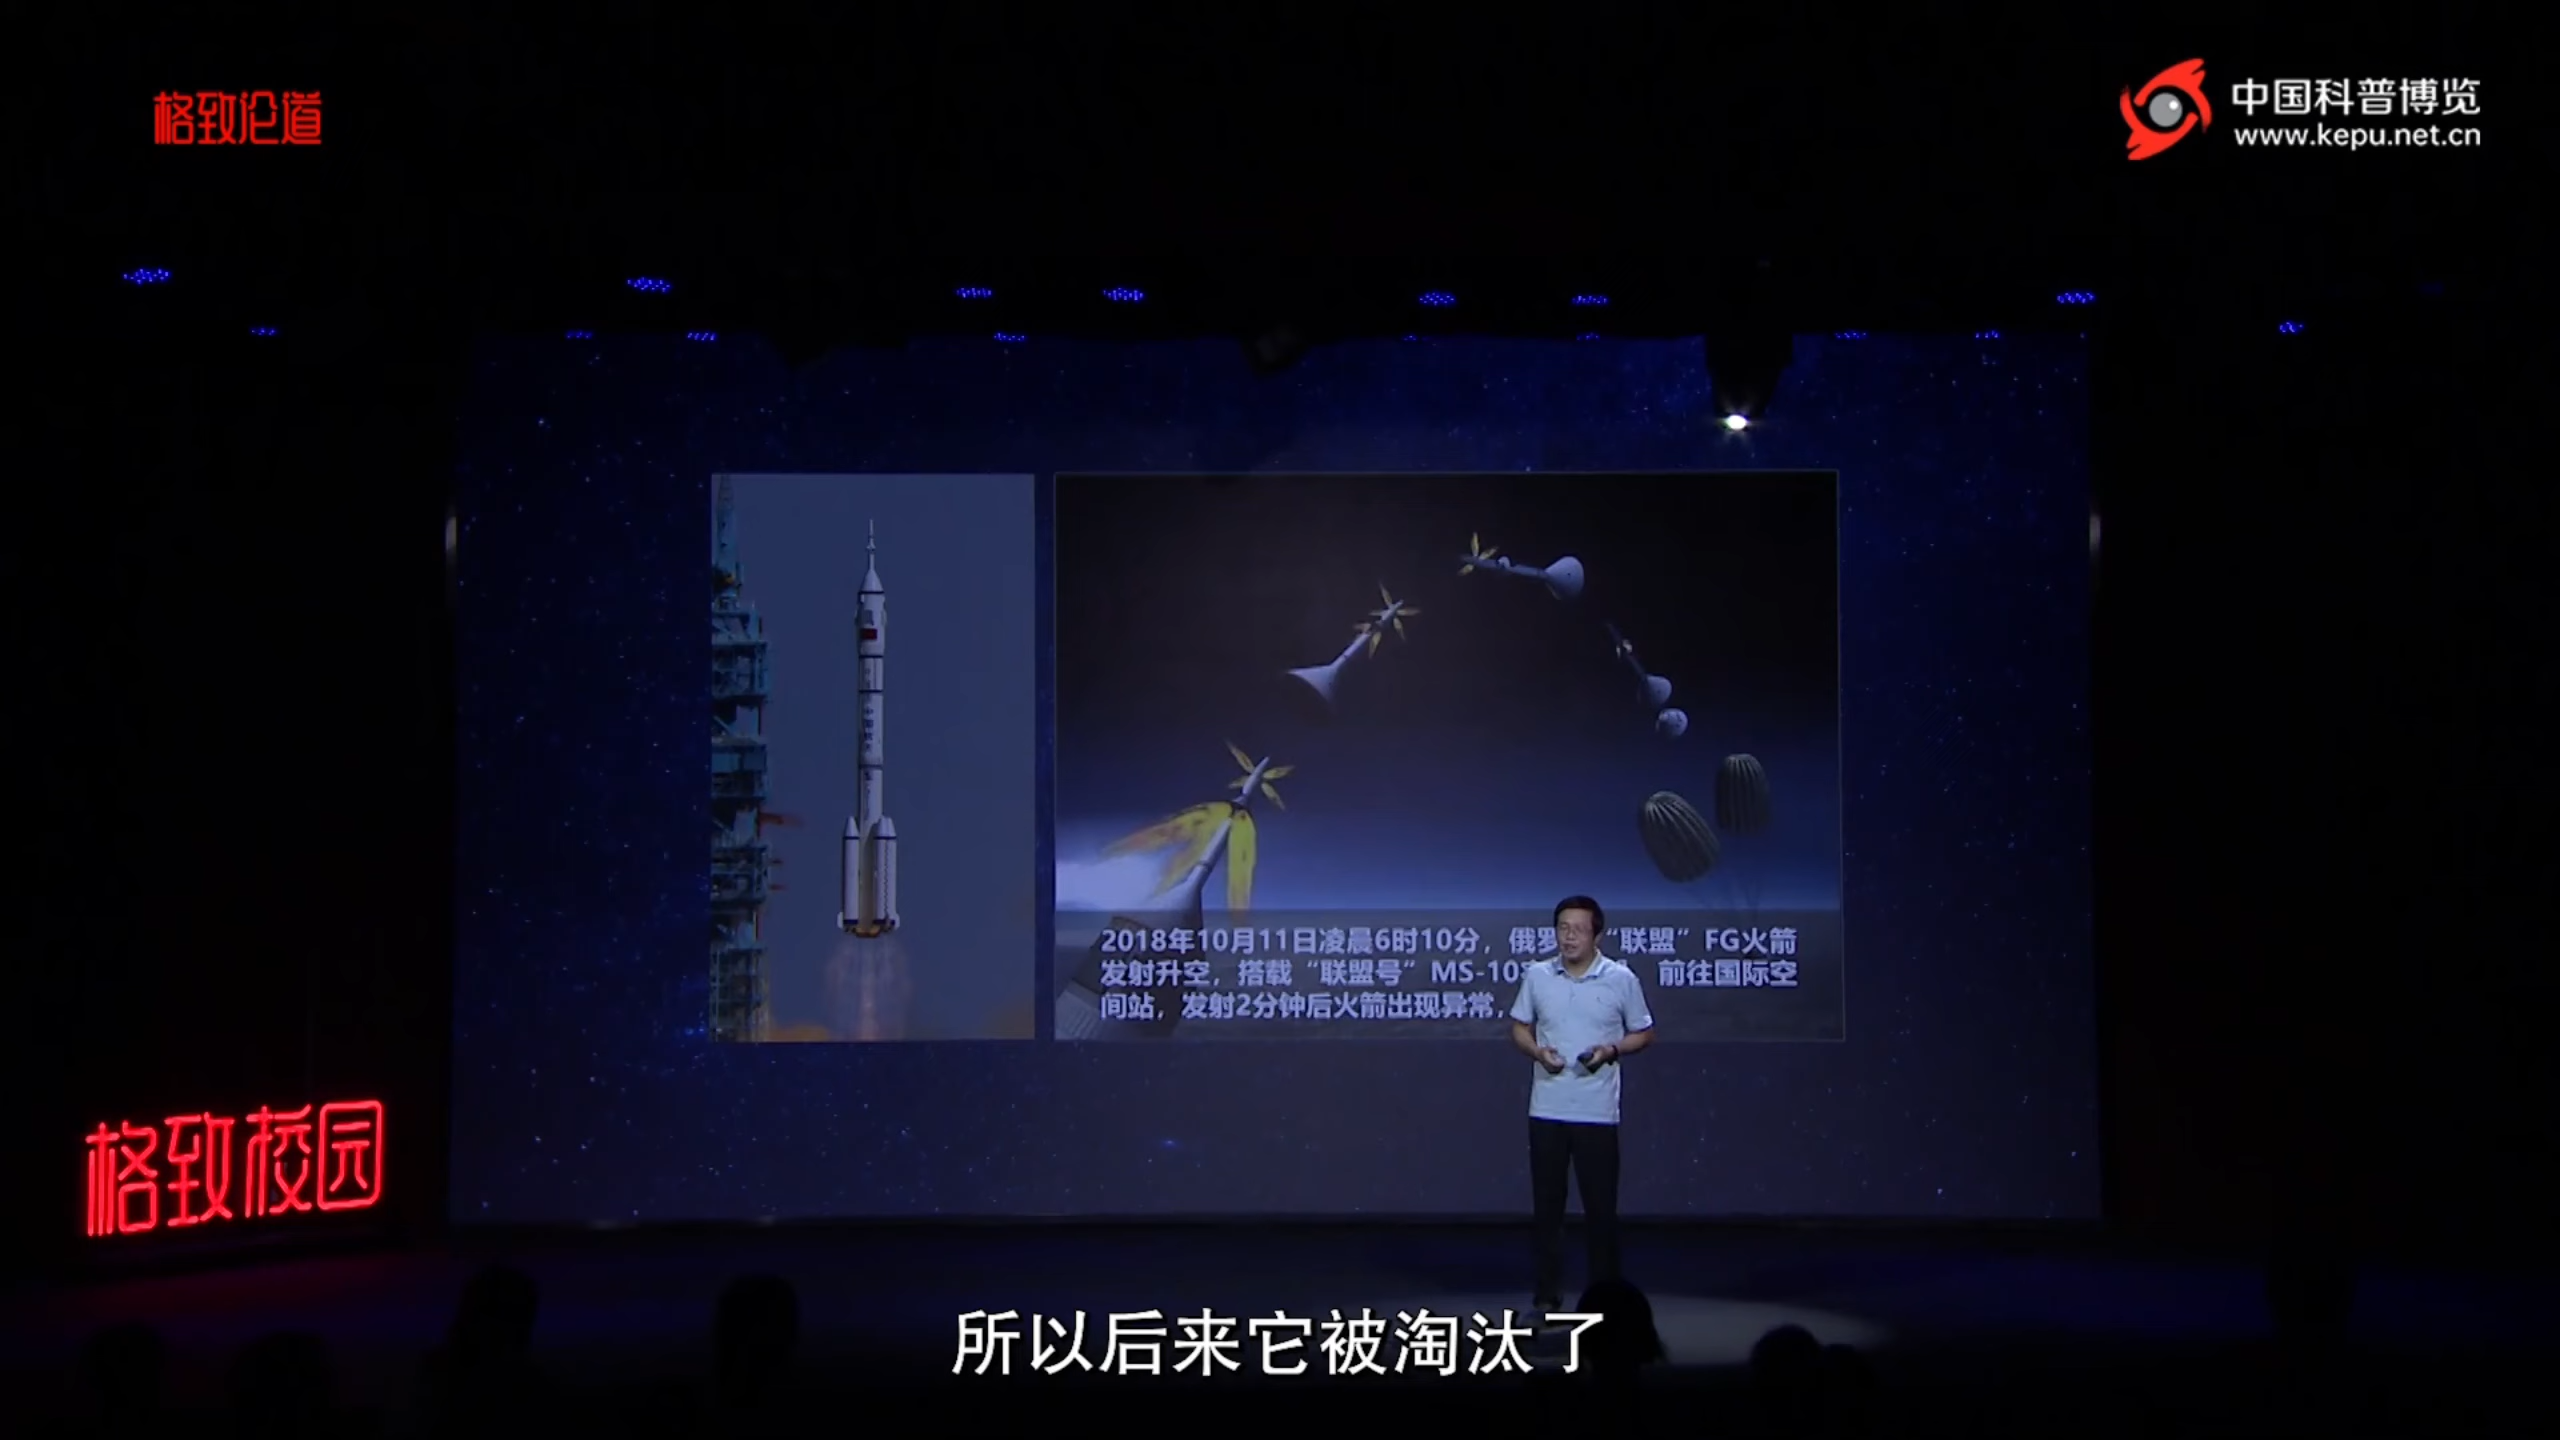 格致论道
中国科普博览
www.kepu.net.cn
2018年10月11日凌晨6时10分，俄罗 “联盟”FG火箭
发射升空，搭载“联盟号”MS-10 前往国际空
间站，发射2分钟后火箭出现异常，
格致校园
所以后来它被淘汰了